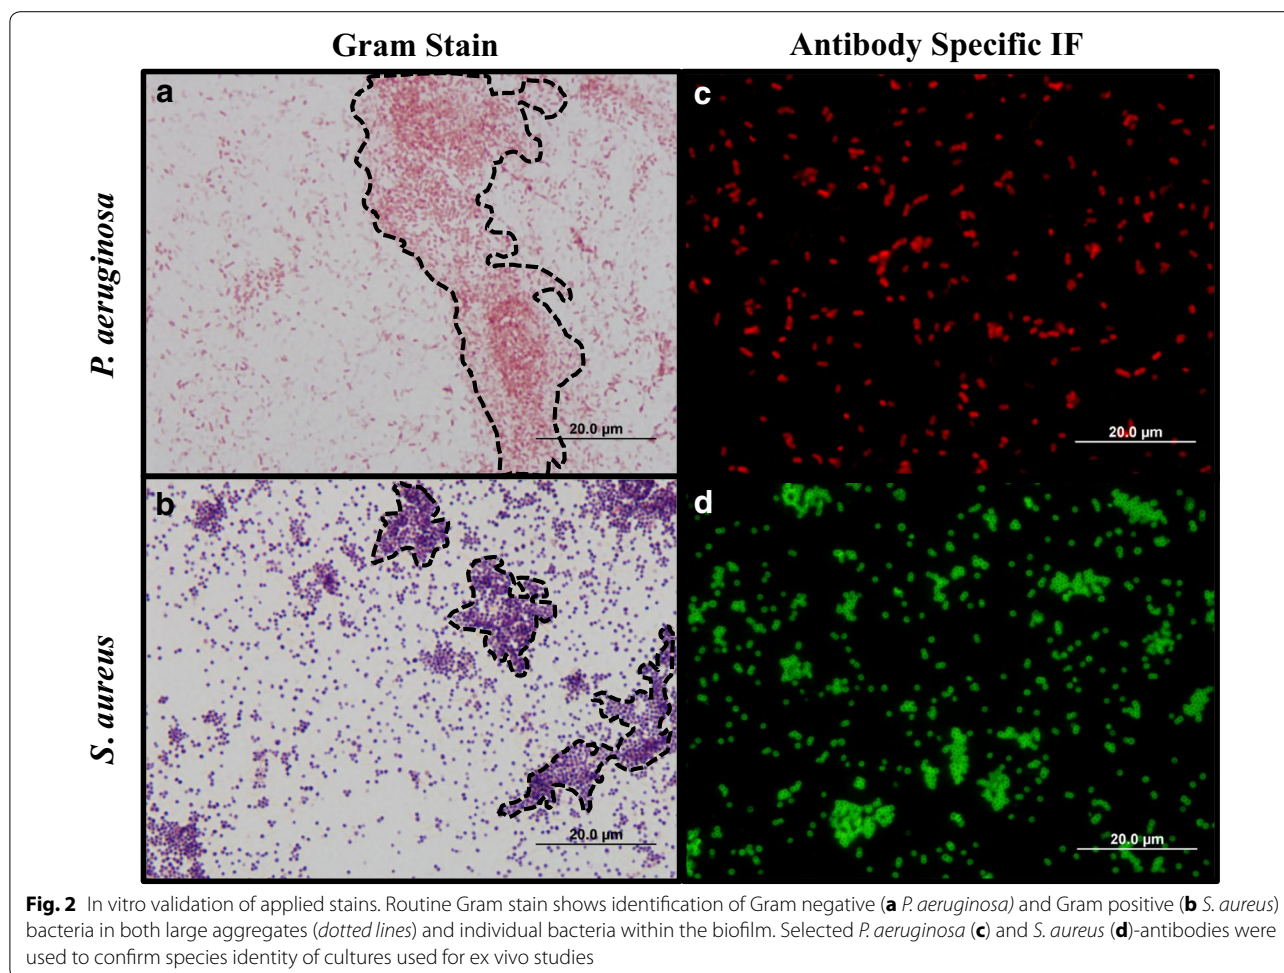 Gram Stain
Antibody Specific IF
a
c
P. aeruginosa
20.0 µm
20.0 µm
b
d
S. aureus
20.0 µm
20.0 µm
Fig. 2 In vitro validation of applied stains. Routine Gram stain shows identification of Gram negative (a P. aeruginosa) and Gram positive (b S. aureus)
bacteria in both large aggregates (dotted lines) and individual bacteria within the biofilm. Selected P. aeruginosa (c) and S. aureus (d)-antibodies were
used to confirm species identity of cultures used for ex vivo studies